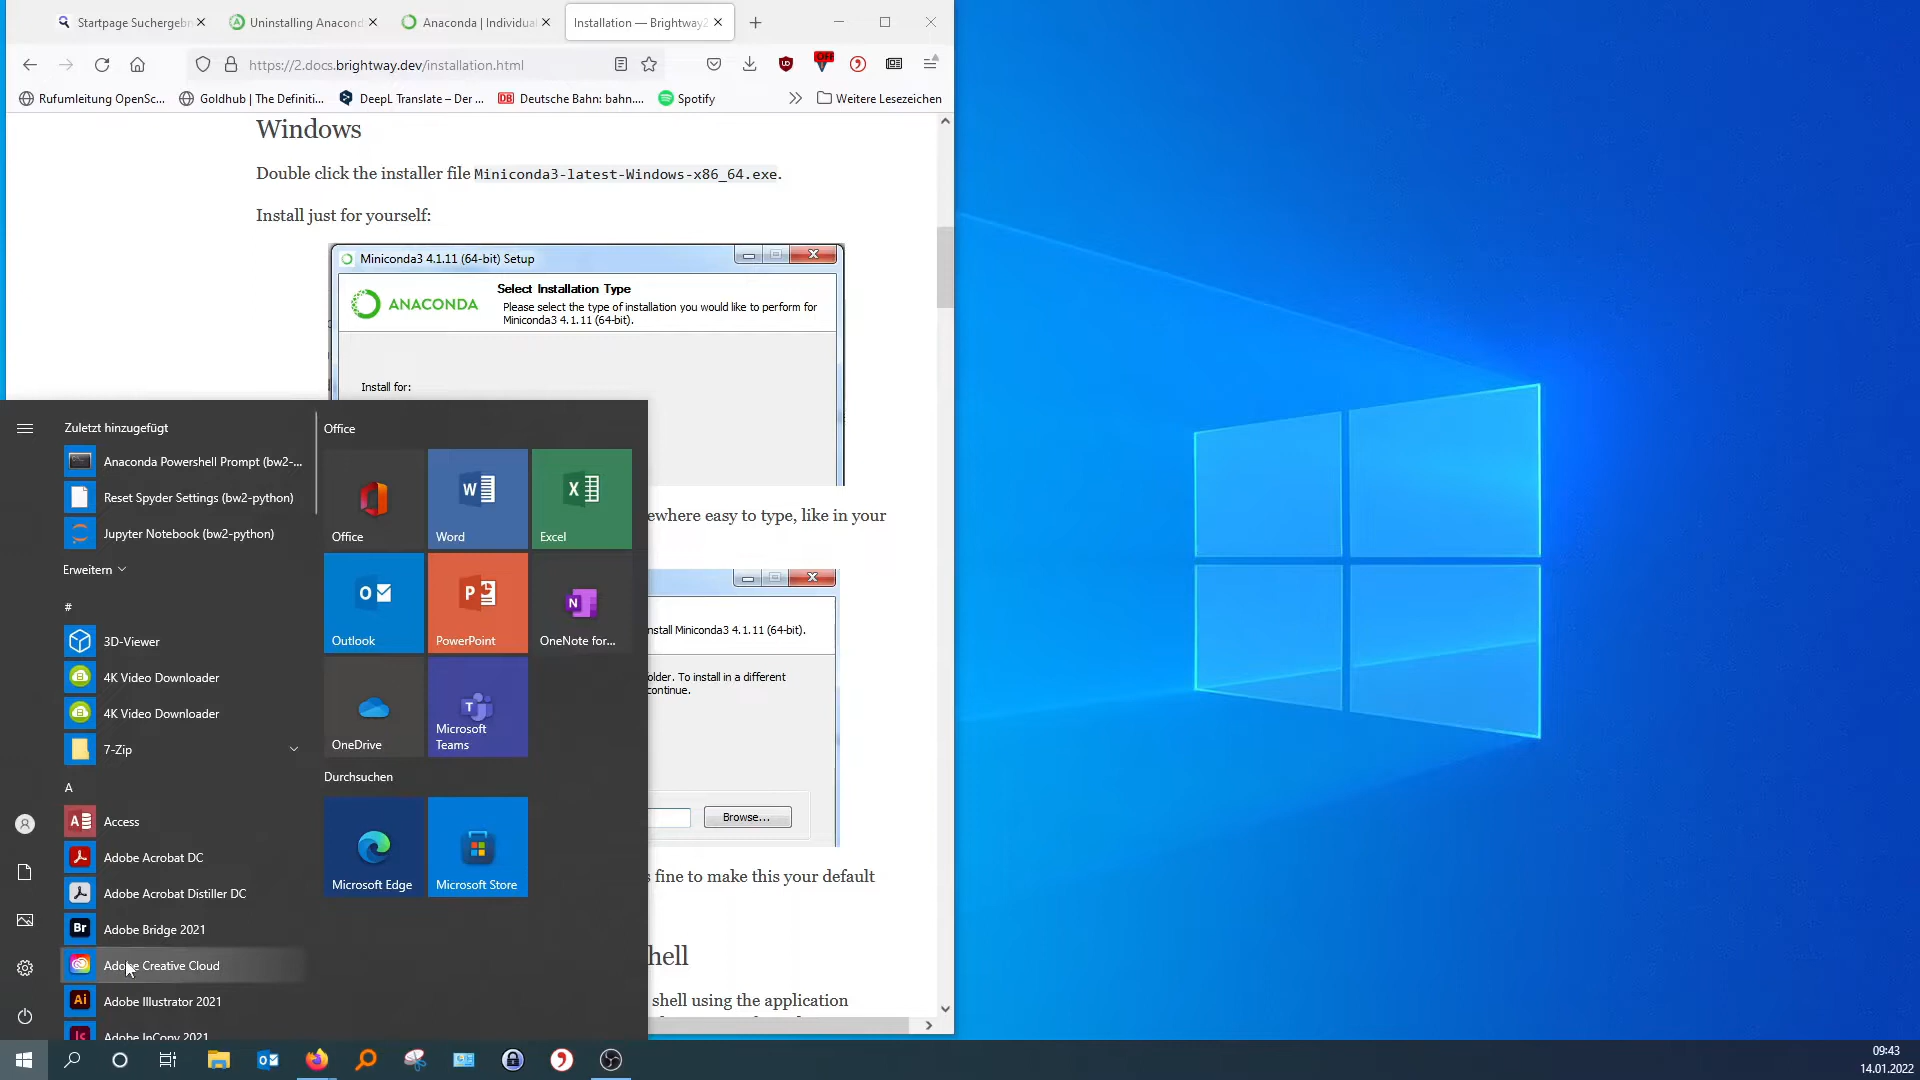 Startpage Suchergebn
Uninstalling Anacond
Anaconda | Individual
Installation — Brightway2
https://2.docs.brightway.dev/installation.html
OFF
Rufumleitung OpenSc...
Goldhub | The Definiti...
DeepL Translate – Der ...
DB Deutsche Bahn: bahn....
Spotify
Weitere Lesezeichen
Windows
Double click the installer file Miniconda3-latest-Windows-x86_64.exe.
Install just for yourself:
Miniconda3 4.1.11 (64-bit) Setup
ANACONDA
Select Installation Type
Please select the type of installation you would like to perform for
Miniconda3 4.1.11 (64-bit).
Install for:
ewhere easy to type, like in your
nstall Miniconda3 4.1.11 (64-bit).
older. To install in a different
continue.
Browse...
s fine to make this your default
hell
shell using the application
Zuletzt hinzugefügt
Anaconda Powershell Prompt (bw2-...
Reset Spyder Settings (bw2-python)
Jupyter Notebook (bw2-python)
Erweitern
#
3D-Viewer
4K Video Downloader
4K Video Downloader
7-Zip
A
Access
Adobe Acrobat DC
Adobe Acrobat Distiller DC
Br Adobe Bridge 2021
Adobe Creative Cloud
Ai Adobe Illustrator 2021
Adobe InCopy 2021
Office
Office
Word
Excel
Outlook
PowerPoint
OneNote for...
OneDrive
Microsoft
Teams
Durchsuchen
Microsoft Edge
Microsoft Store
09:43
14.01.2022